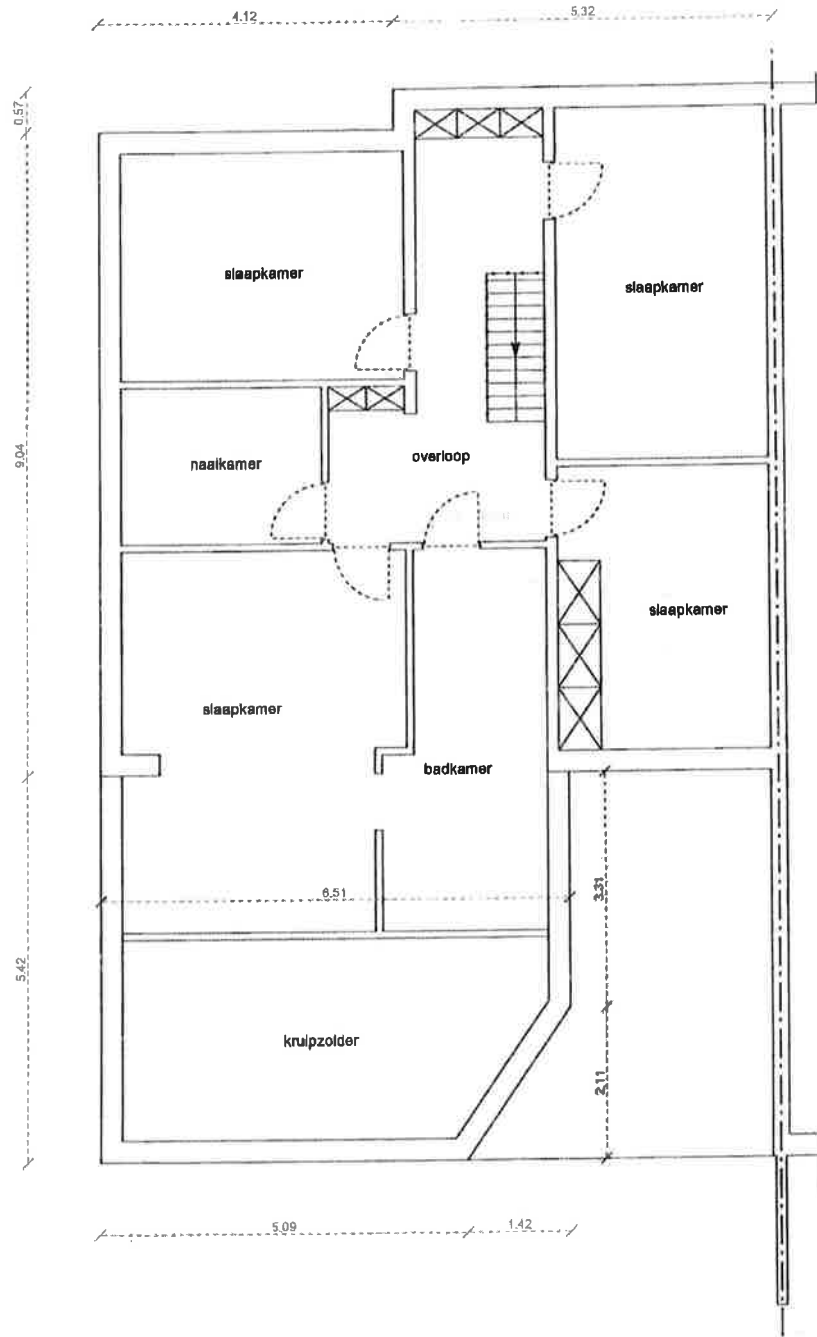 4.12
5.32
0.57
slaapkamer
slaapkamer
9.04
naaikamer
overloop
slaapkamer
slaapkamer
badkamer
6.51
3.31
5.42
kruipzolder
2.11
5.09
1.42